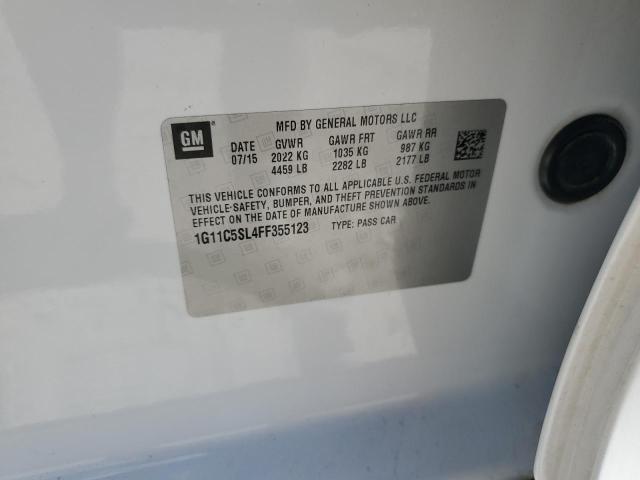 GM
MFD BY GENERAL MOTORS LLC
DATE GVWR GAWR FRT GAWR RR
07/15 2022 KG 1035 KG 987 KG
4459 LB 2282 LB 2177 LB
THIS VEHICLE CONFORMS TO ALL APPLICABLE U.S. FEDERAL MOTOR
VEHICLE-SAFETY, BUMPER, AND THEFT PREVENTION STANDARDS IN
EFFECT ON THE DATE OF MANUFACTURE SHOWN ABOVE.
1G11C5SL4FF355123 TYPE: PASS CAR